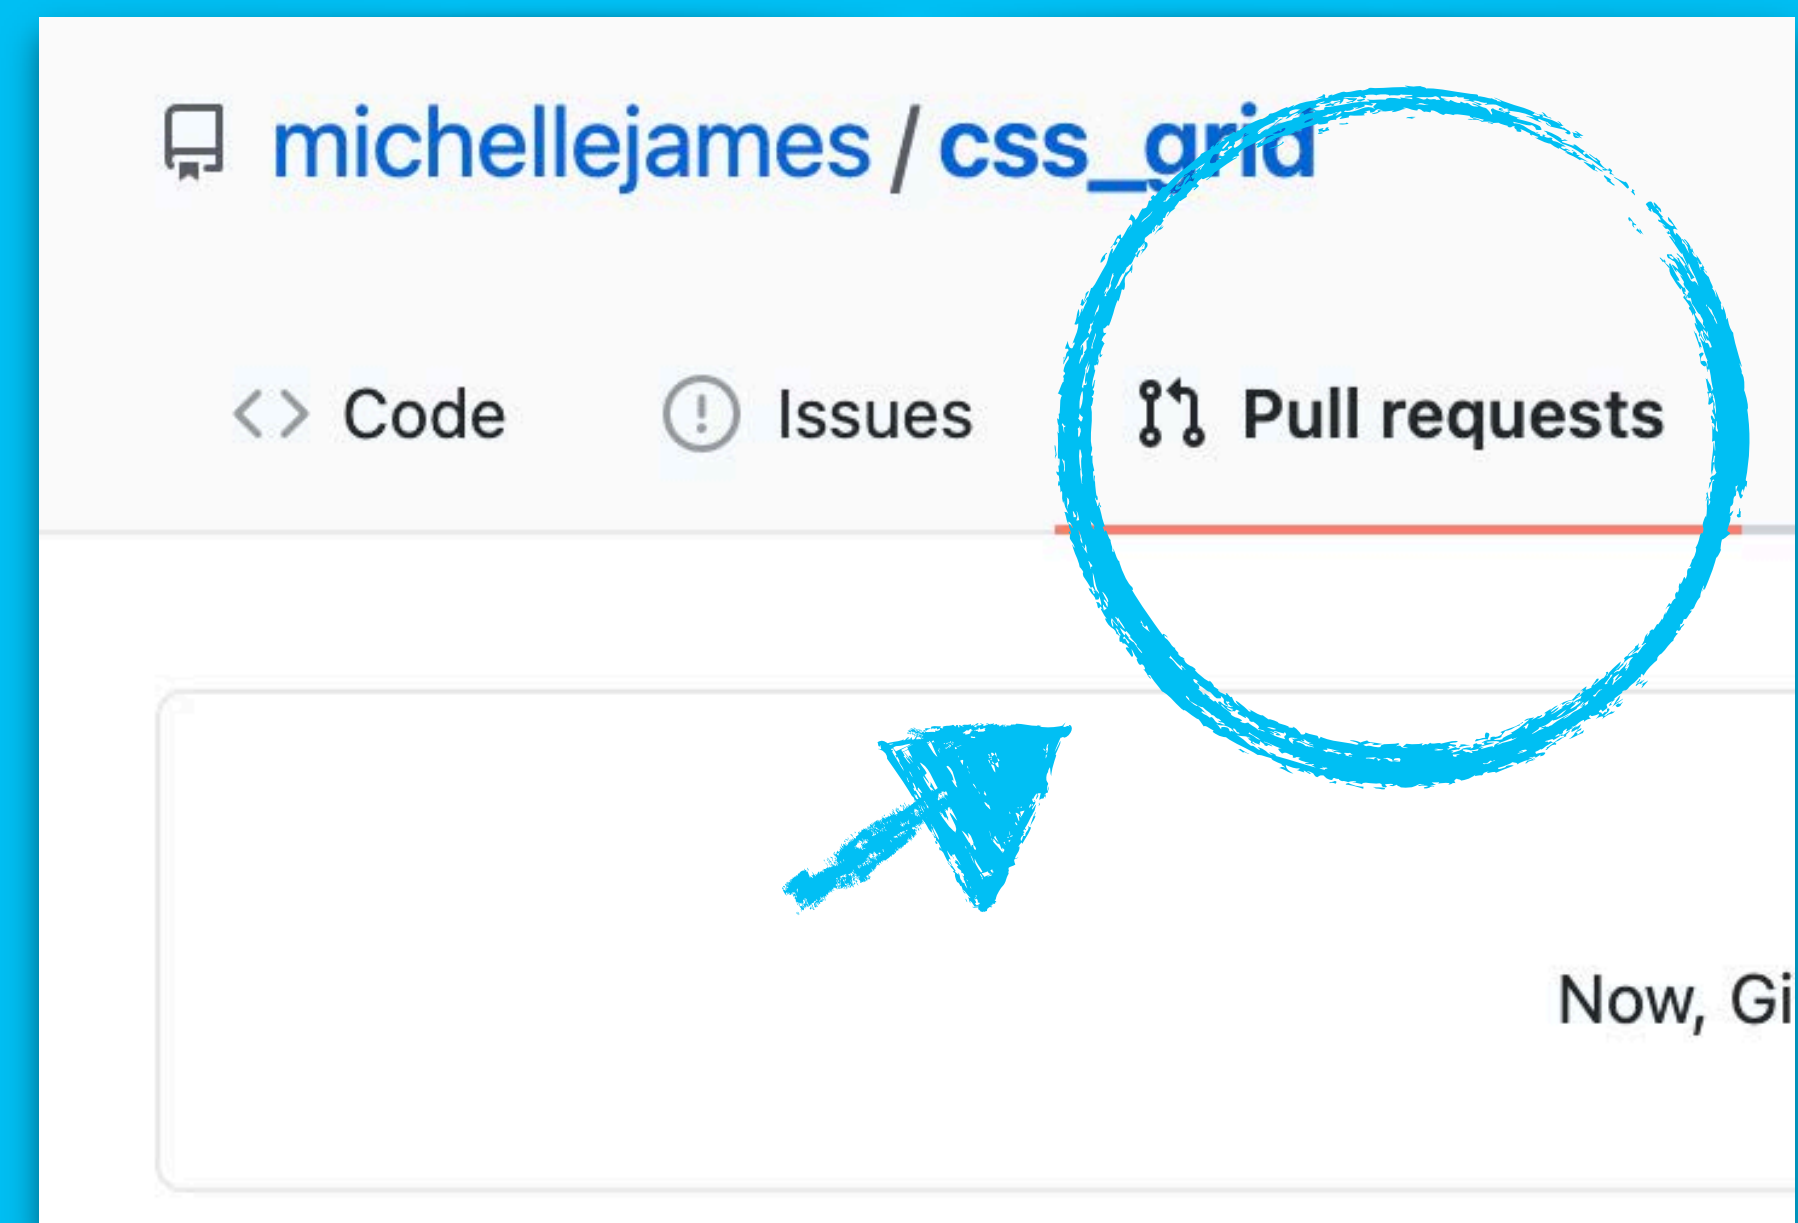 michellejames / css_grid
Code Issues Pull requests
Now, Gi